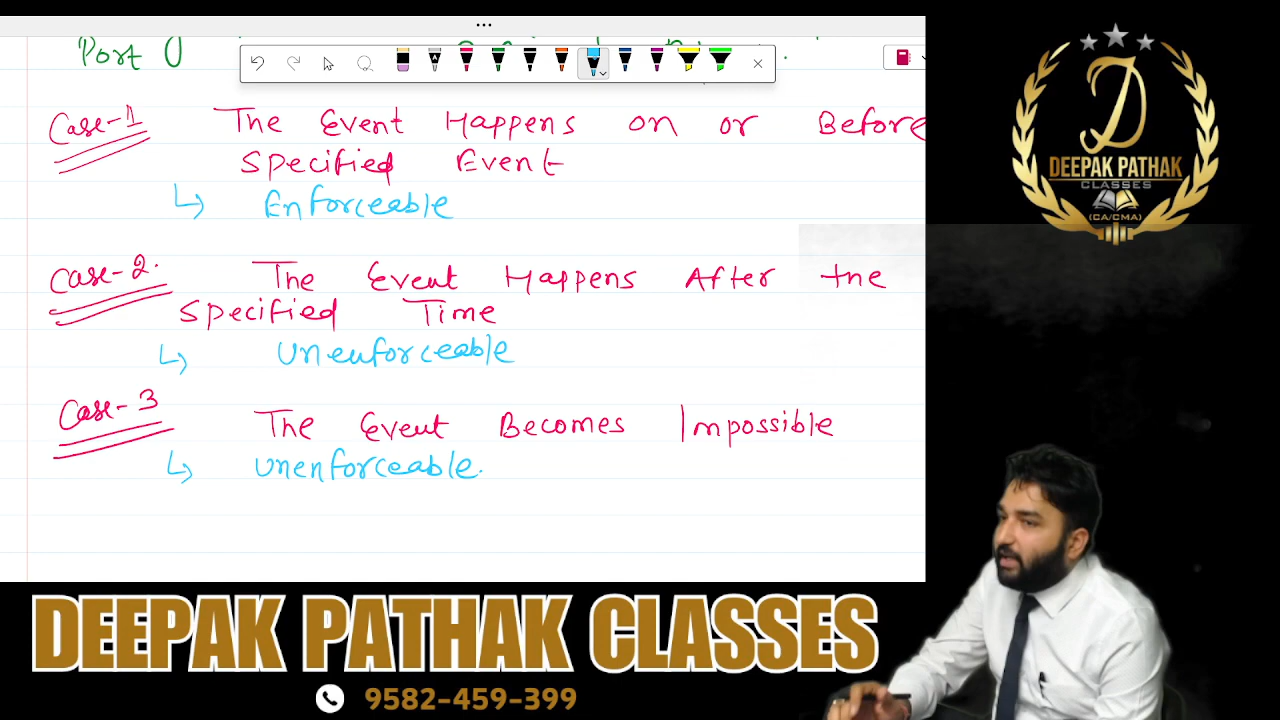 Port U
Case-1 The Event Happens on or Before
Specified Event
↳ Enforceable
Case-2. The Event Happens After the
Specified Time
↳ Unenforceable
Case-3 The Event Becomes Impossible
↳ Unenforceable.
D
DEEPAK PATHAK
CLASSES
(CA/CMA)
DEEPAK PATHAK CLASSES
9582-459-399